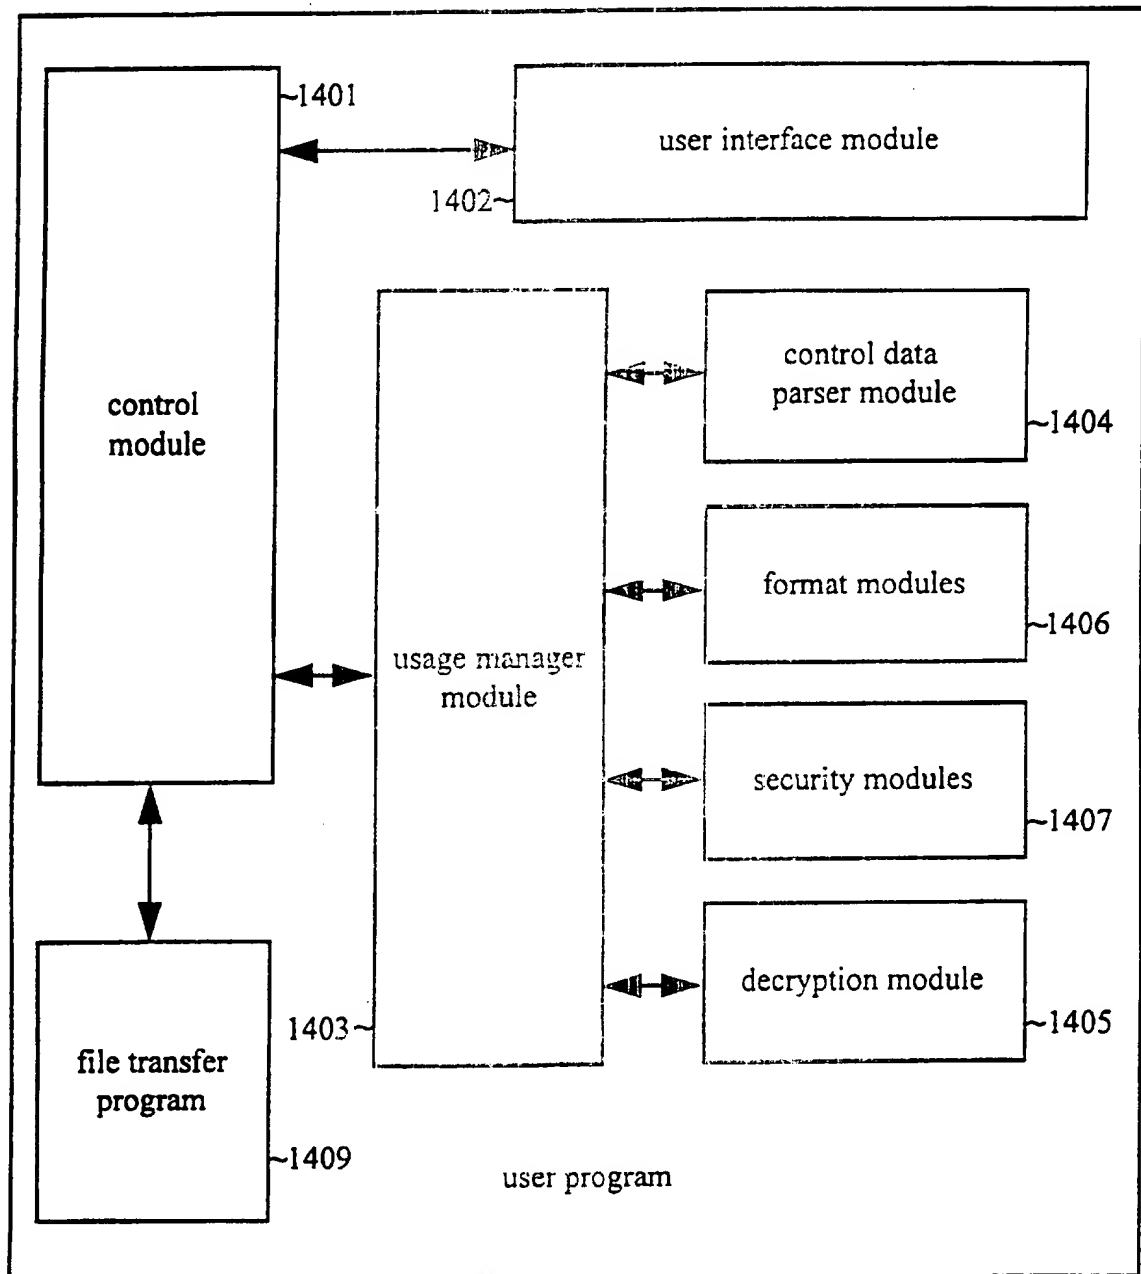 ~1401
user interface module
1402~
control data
parser module
~1404
control
module
format modules
~1406
usage manager
module
security modules
~1407
decryption module
1403~
~1405
file transfer
program
~1409
user program